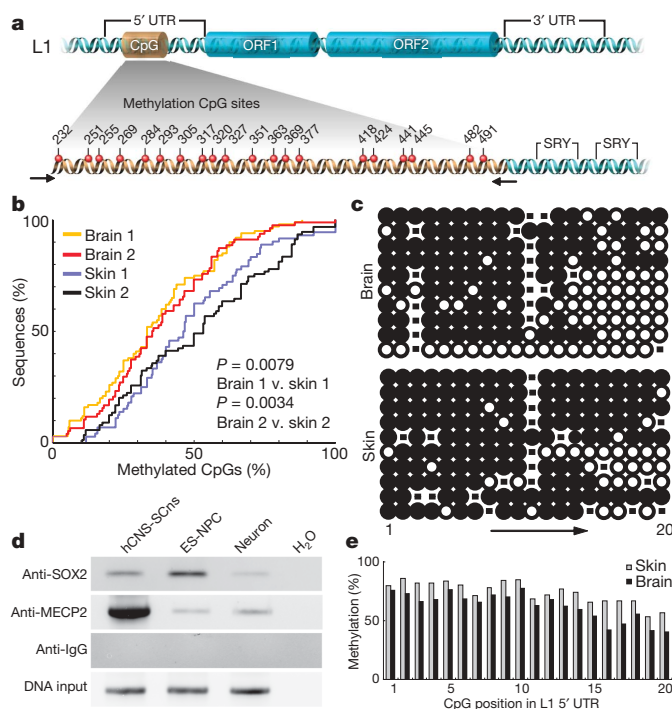 a
5′ UTR
3′ UTR
L1
CpG
ORF1
ORF2
Methylation CpG sites
232 251 255 269 284 293 305 317 320 327 351 363 369 377 418 424 441 445 482 491
SRY
SRY
b
100
50
0
Sequences (%)
Brain 1
Brain 2
Skin 1
Skin 2
P = 0.0079
Brain 1 v. skin 1
P = 0.0034
Brain 2 v. skin 2
0 50 100
Methylated CpGs (%)
c
Brain
Skin
1
20
d
hCNS-SCns
ES-NPC
Neuron
H2O
Anti-SOX2
Anti-MECP2
Anti-IgG
DNA input
e
Methylation (%)
100
50
0
Skin
Brain
1 5 10 15 20
CpG position in L1 5′ UTR